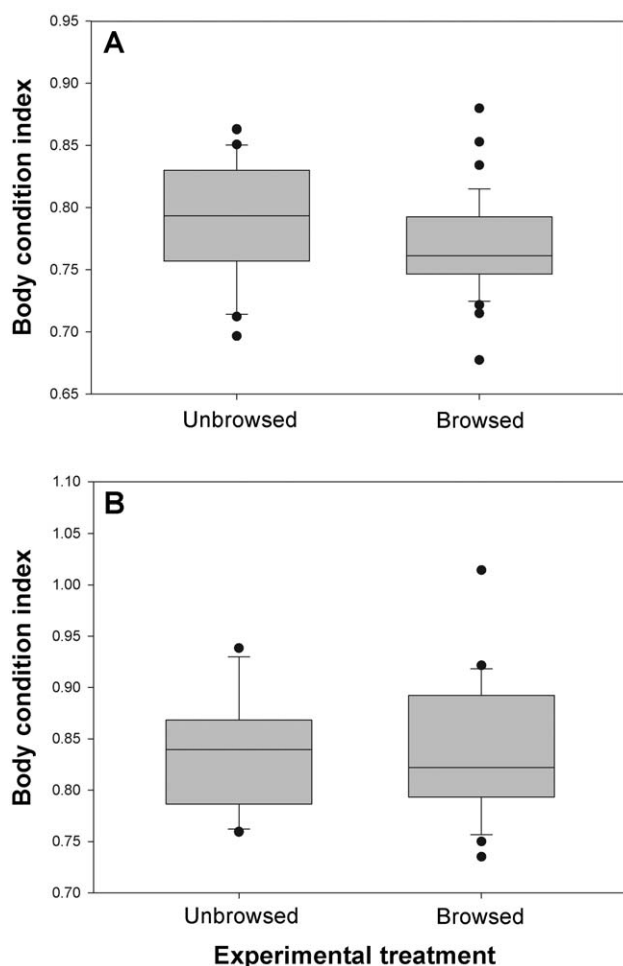 A
Body condition index
0.95
0.90
0.85
0.80
0.75
0.70
0.65
Unbrowsed Browsed
B
Body condition index
1.10
1.05
1.00
0.95
0.90
0.85
0.80
0.75
0.70
Unbrowsed Browsed
Experimental treatment